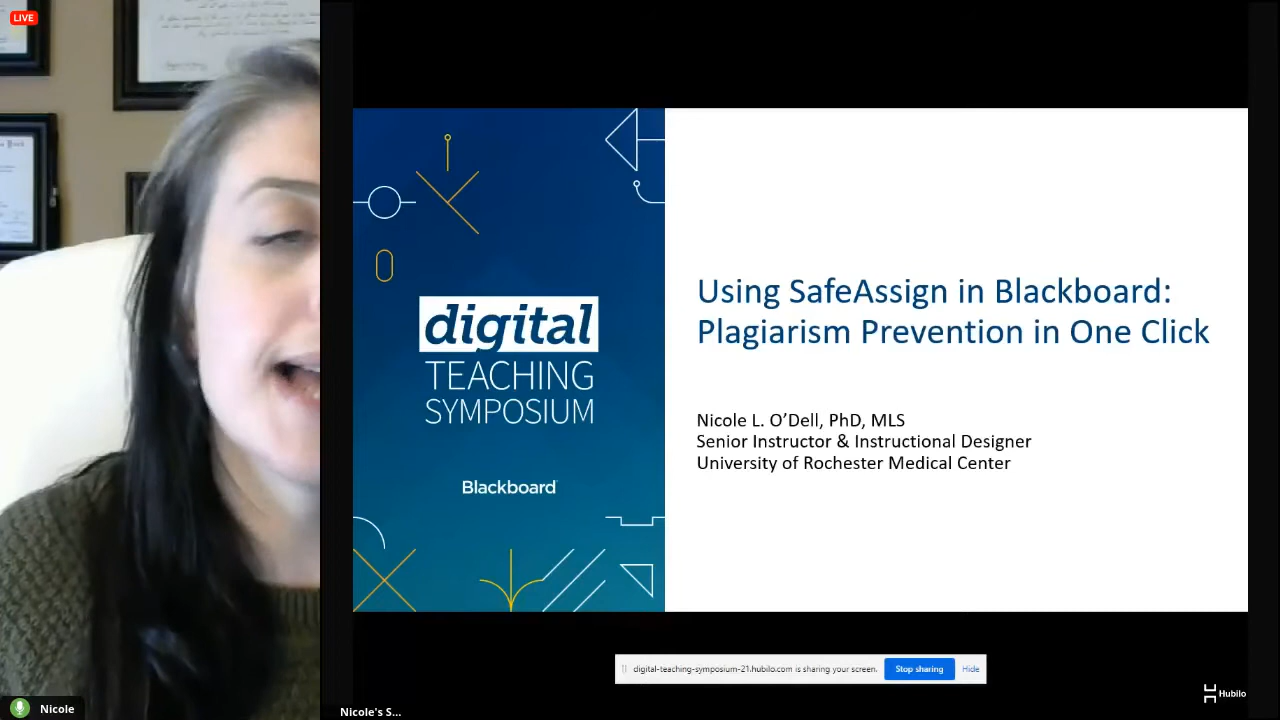 LIVE
Using SafeAssign in Blackboard:
Plagiarism Prevention in One Click
digital
TEACHING
SYMPOSIUM
Nicole L. O’Dell, PhD, MLS
Senior Instructor & Instructional Designer
University of Rochester Medical Center
Blackboard
digital-teaching-symposium-21.hubilo.com is sharing your screen.
Stop sharing
Hide
Hubilo
Nicole
Nicole's S...